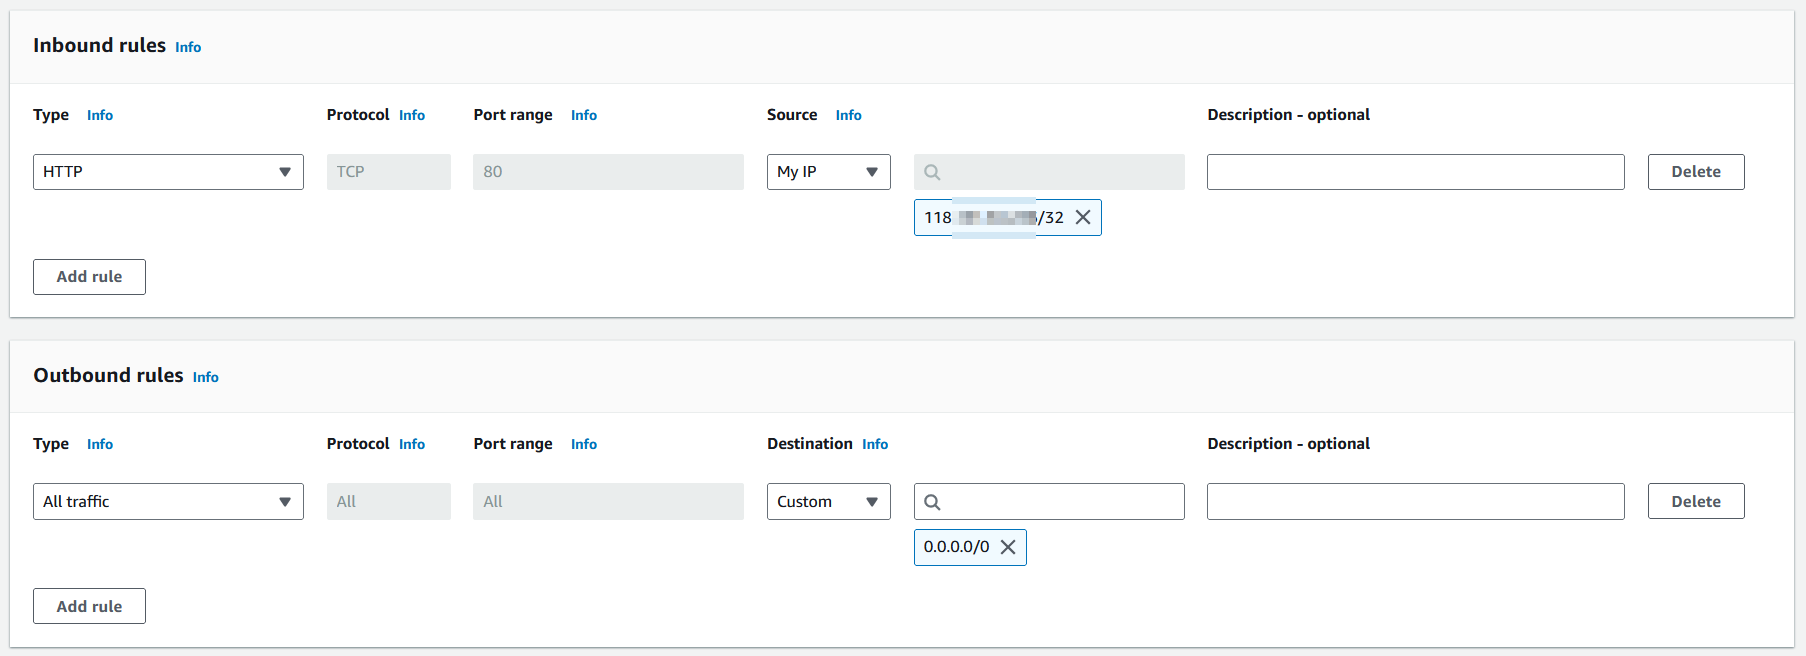 Inbound rules Info
Type Info Protocol Info Port range Info Source Info Description - optional
HTTP TCP 80 My IP Delete
118 /32
Add rule
Outbound rules Info
Type Info Protocol Info Port range Info Destination Info Description - optional
All traffic All All Custom Delete
0.0.0.0/0
Add rule